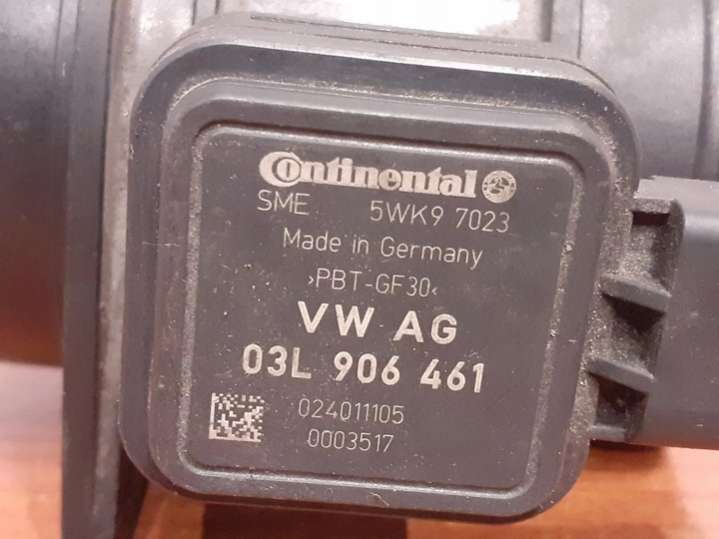 Continental
SME 5WK9 7023
Made in Germany
>PBT-GF30<
VW AG
03L 906 461
024011105
0003517